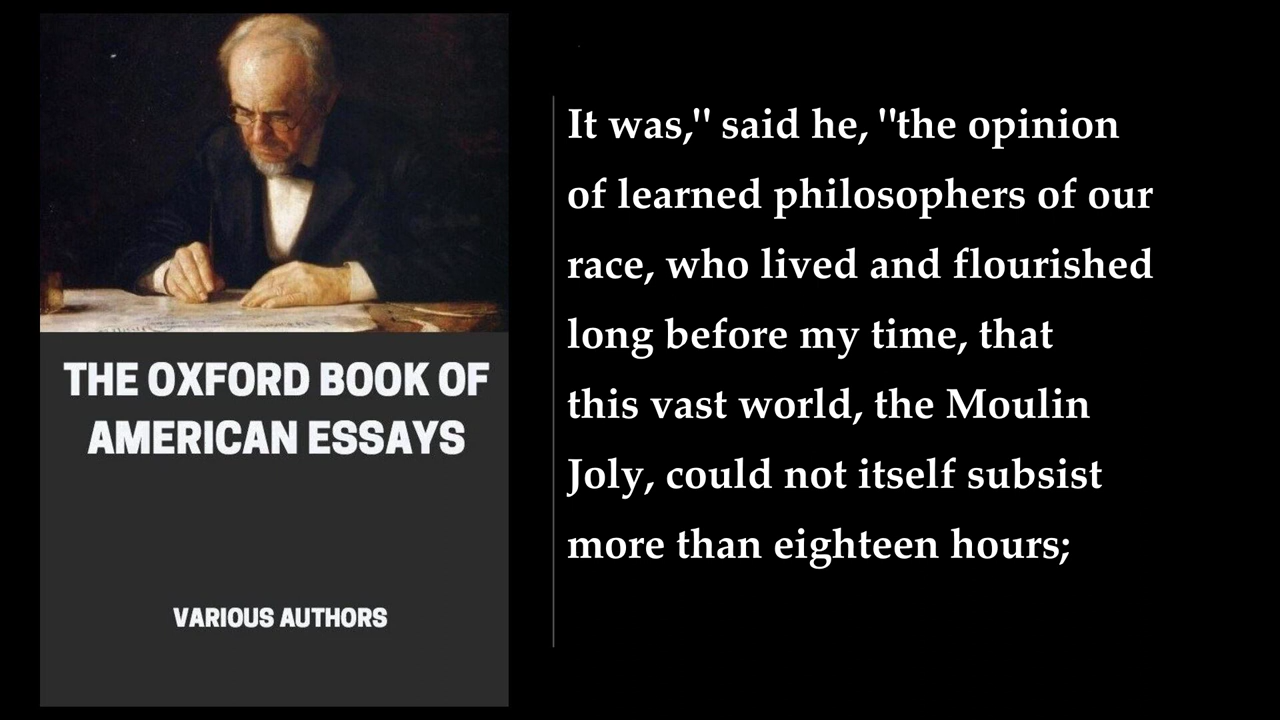 THE OXFORD BOOK OF
AMERICAN ESSAYS
VARIOUS AUTHORS
It was," said he, "the opinion
of learned philosophers of our
race, who lived and flourished
long before my time, that
this vast world, the Moulin
Joly, could not itself subsist
more than eighteen hours;